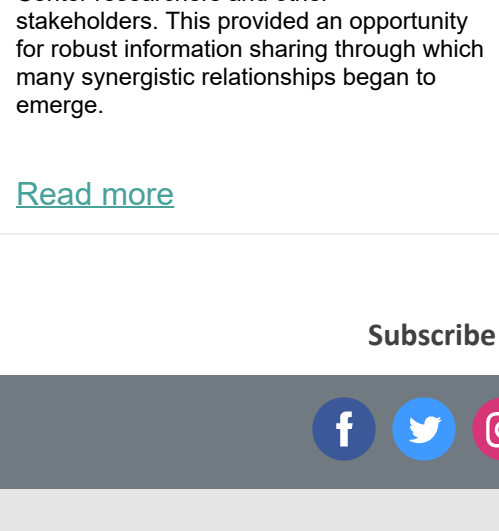 stakeholders. This provided an opportunity
for robust information sharing through which
many synergistic relationships began to
emerge.
Read more
Subscribe